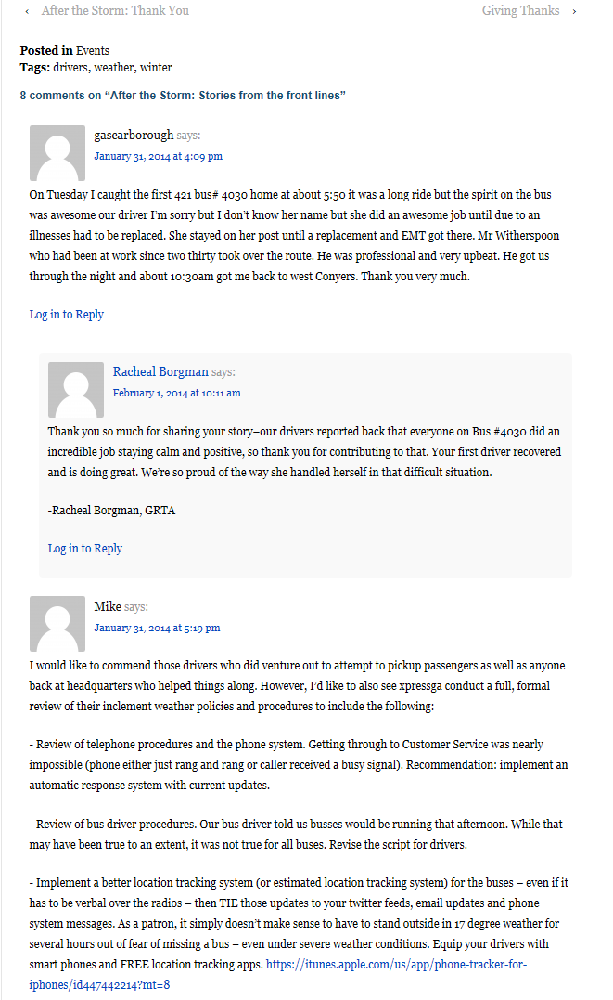 ‹ After the Storm: Thank You
Giving Thanks ›
Posted in Events
Tags: drivers, weather, winter
8 comments on “After the Storm: Stories from the front lines”
gascarborough says:
January 31, 2014 at 4:09 pm
On Tuesday I caught the first 421 bus# 4030 home at about 5:50 it was a long ride but the spirit on the bus
was awesome our driver I’m sorry but I don’t know her name but she did an awesome job until due to an
illnesses had to be replaced. She stayed on her post until a replacement and EMT got there. Mr Witherspoon
who had been at work since two thirty took over the route. He was professional and very upbeat. He got us
through the night and about 10:30am got me back to west Conyers. Thank you very much.
Log in to Reply
Racheal Borgman says:
February 1, 2014 at 10:11 am
Thank you so much for sharing your story–our drivers reported back that everyone on Bus #4030 did an
incredible job staying calm and positive, so thank you for contributing to that. Your first driver recovered
and is doing great. We’re so proud of the way she handled herself in that difficult situation.
-Racheal Borgman, GRTA
Log in to Reply
Mike says:
January 31, 2014 at 5:19 pm
I would like to commend those drivers who did venture out to attempt to pickup passengers as well as anyone
back at headquarters who helped things along. However, I’d like to also see xpressga conduct a full, formal
review of their inclement weather policies and procedures to include the following:
- Review of telephone procedures and the phone system. Getting through to Customer Service was nearly
impossible (phone either just rang and rang or caller received a busy signal). Recommendation: implement an
automatic response system with current updates.
- Review of bus driver procedures. Our bus driver told us busses would be running that afternoon. While that
may have been true to an extent, it was not true for all buses. Revise the script for drivers.
- Implement a better location tracking system (or estimated location tracking system) for the buses – even if it
has to be verbal over the radios – then TIE those updates to your twitter feeds, email updates and phone
system messages. As a patron, it simply doesn’t make sense to have to stand outside in 17 degree weather for
several hours out of fear of missing a bus – even under severe weather conditions. Equip your drivers with
smart phones and FREE location tracking apps. https://itunes.apple.com/us/app/phone-tracker-for-
iphones/id447442214?mt=8